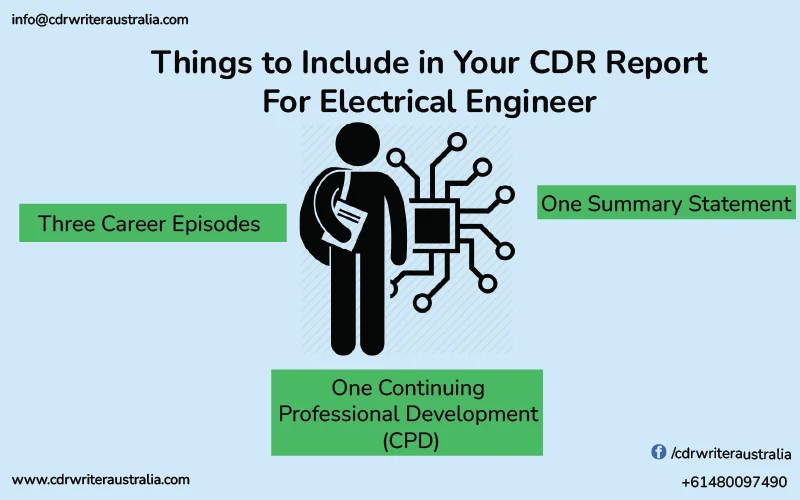 info@cdrwriteraustralia.com
Things to Include in Your CDR Report
For Electrical Engineer
Three Career Episodes
One Summary Statement
One Continuing
Professional Development
(CPD)
/cdrwriteraustralia
www.cdrwriteraustralia.com
+61480097490